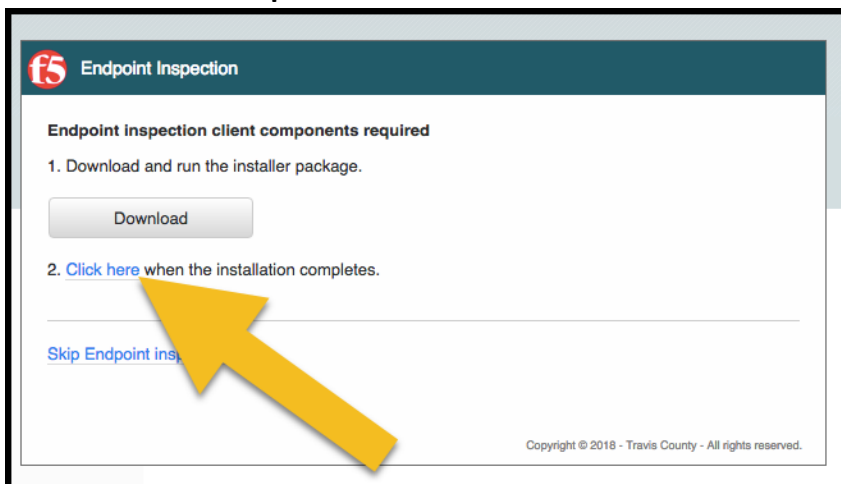 f5 Endpoint Inspection
Endpoint inspection client components required
1. Download and run the installer package.
Download
2. Click here when the installation completes.
Skip Endpoint
Copyright © 2018 - Travis County - All rights reserved.